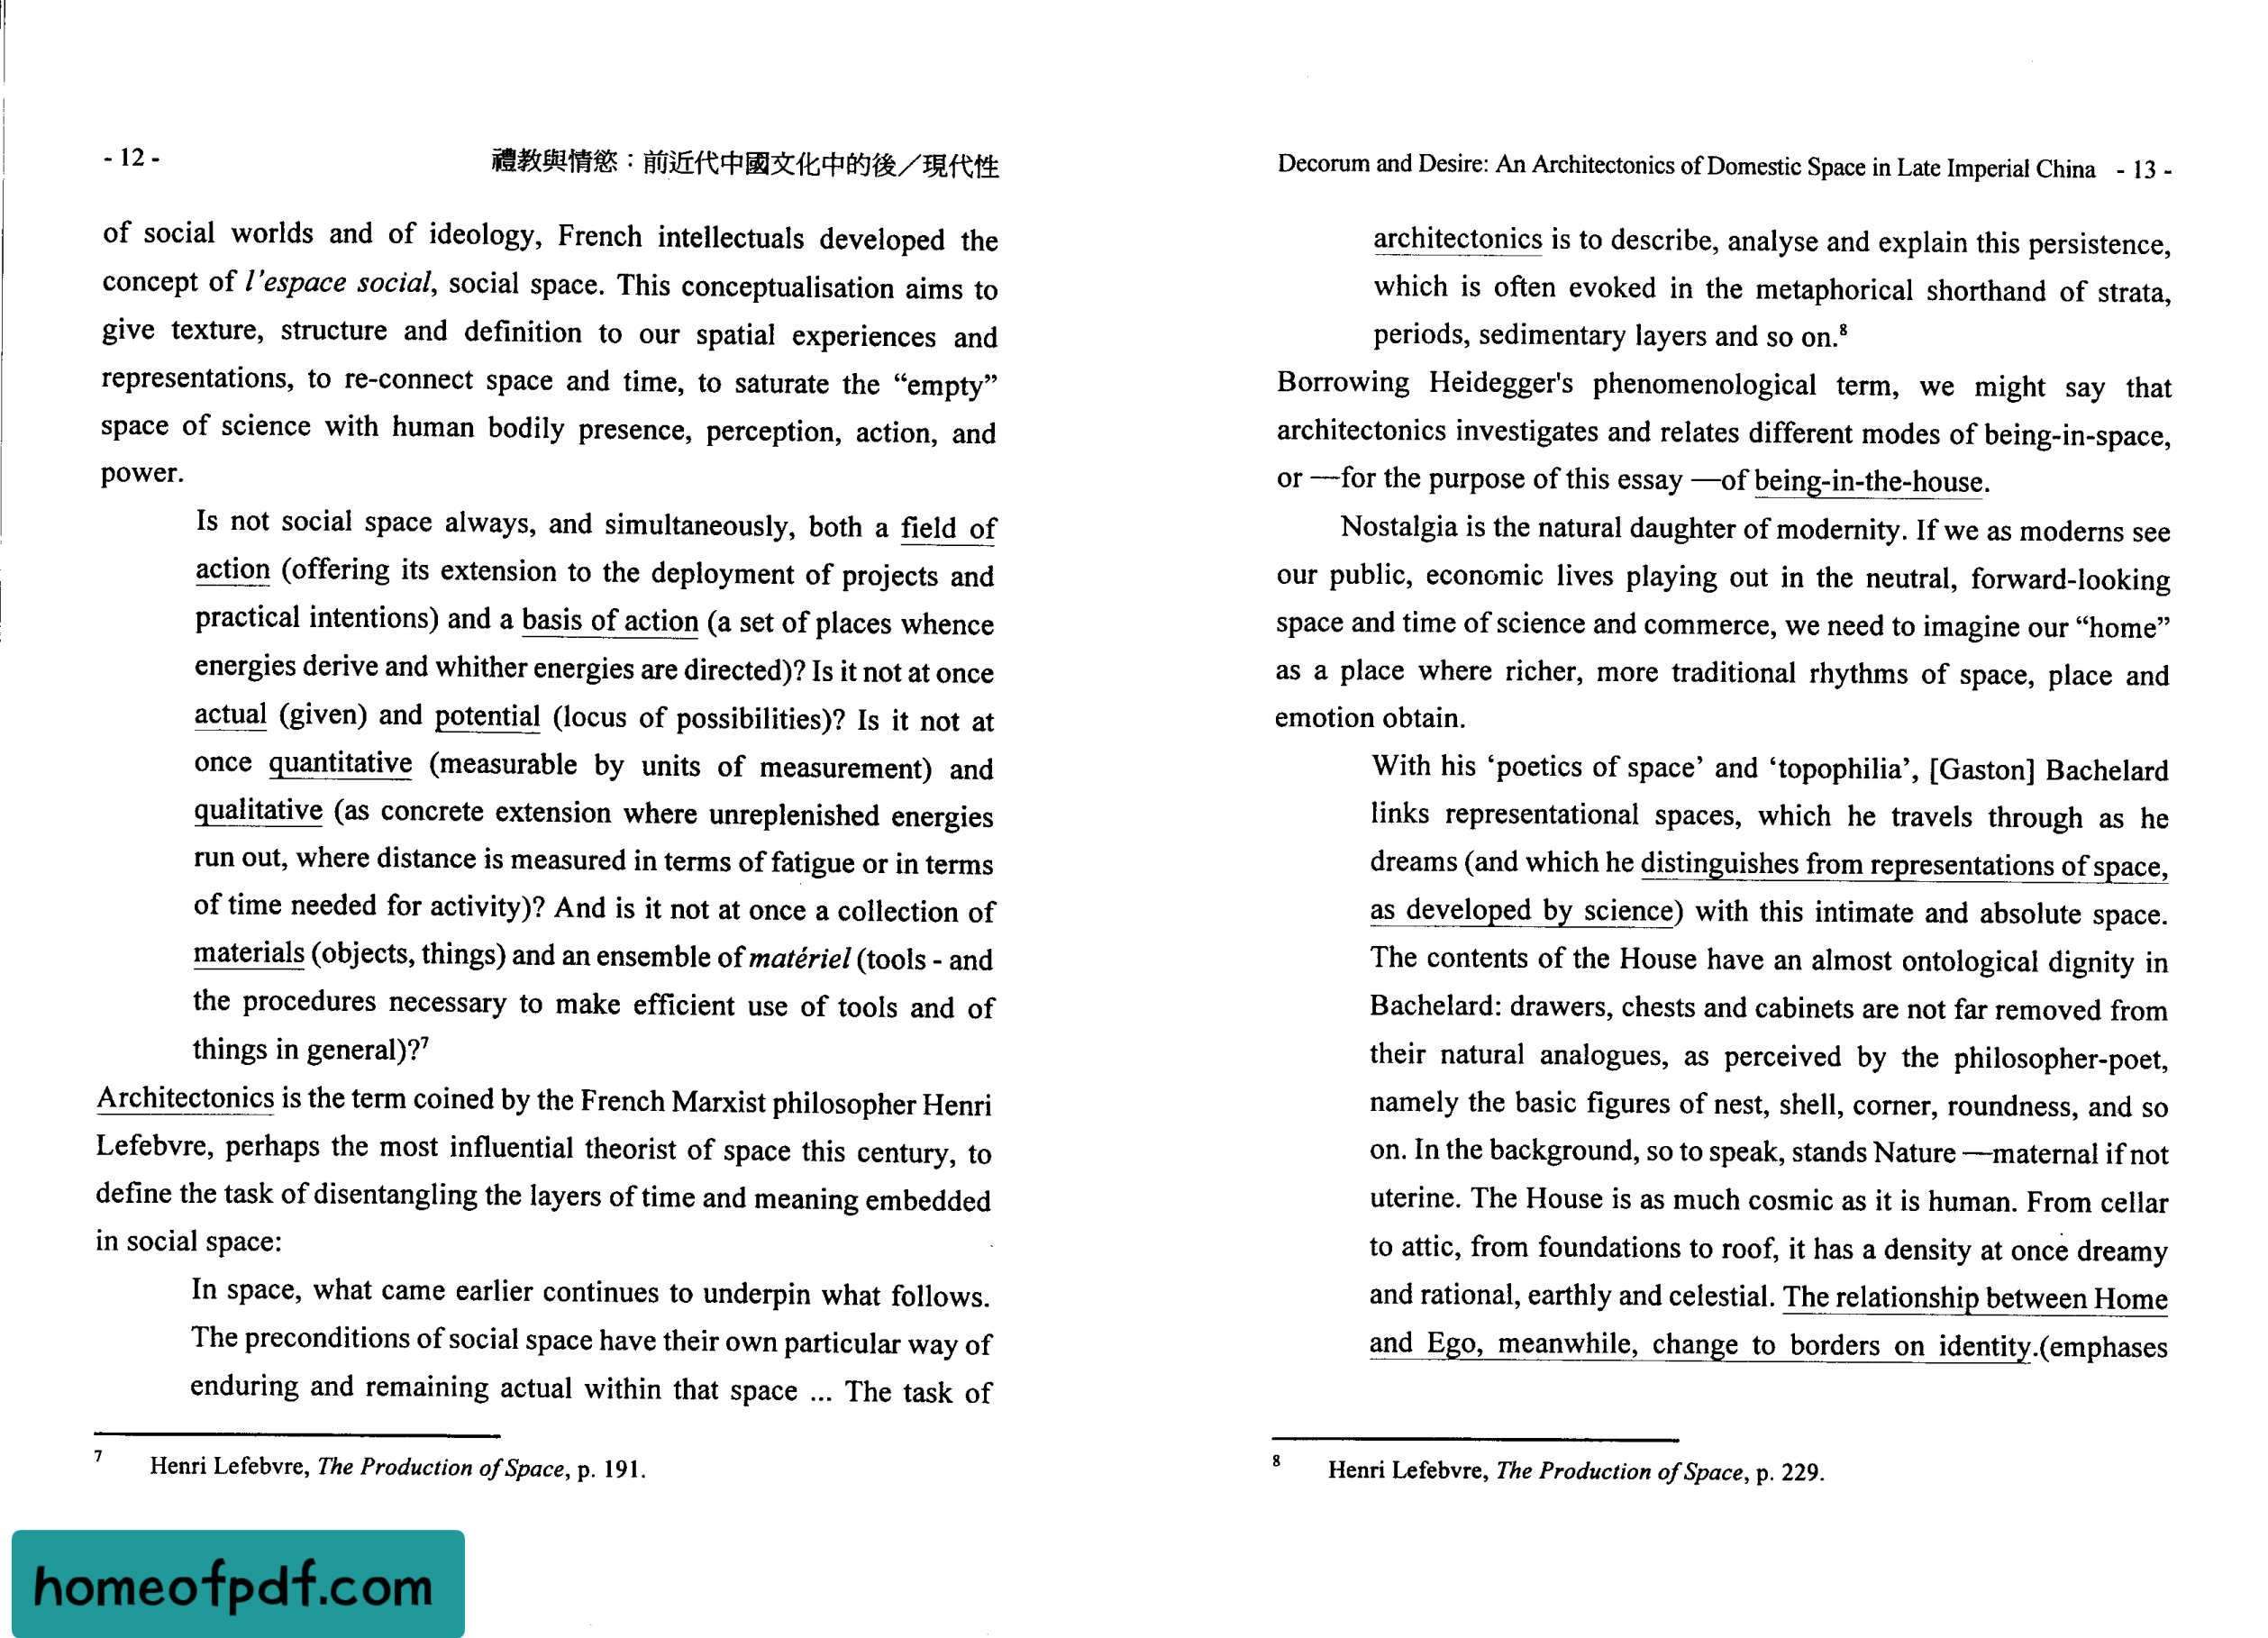 - 12 - 禮教與情慾：前近代中國文化中的後／現代性
of social worlds and of ideology, French intellectuals developed the
concept of l'espace social, social space. This conceptualisation aims to
give texture, structure and definition to our spatial experiences and
representations, to re-connect space and time, to saturate the “empty”
space of science with human bodily presence, perception, action, and
power.
Is not social space always, and simultaneously, both a field of
action (offering its extension to the deployment of projects and
practical intentions) and a basis of action (a set of places whence
energies derive and whither energies are directed)? Is it not at once
actual (given) and potential (locus of possibilities)? Is it not at
once quantitative (measurable by units of measurement) and
qualitative (as concrete extension where unreplenished energies
run out, where distance is measured in terms of fatigue or in terms
of time needed for activity)? And is it not at once a collection of
materials (objects, things) and an ensemble of matériel (tools - and
the procedures necessary to make efficient use of tools and of
things in general)?7
Architectonics is the term coined by the French Marxist philosopher Henri
Lefebvre, perhaps the most influential theorist of space this century, to
define the task of disentangling the layers of time and meaning embedded
in social space:
In space, what came earlier continues to underpin what follows.
The preconditions of social space have their own particular way of
enduring and remaining actual within that space ... The task of
7 Henri Lefebvre, The Production of Space, p. 191.
Decorum and Desire: An Architectonics of Domestic Space in Late Imperial China - 13 -
architectonics is to describe, analyse and explain this persistence,
which is often evoked in the metaphorical shorthand of strata,
periods, sedimentary layers and so on.8
Borrowing Heidegger's phenomenological term, we might say that
architectonics investigates and relates different modes of being-in-space,
or —for the purpose of this essay —of being-in-the-house.
Nostalgia is the natural daughter of modernity. If we as moderns see
our public, economic lives playing out in the neutral, forward-looking
space and time of science and commerce, we need to imagine our “home”
as a place where richer, more traditional rhythms of space, place and
emotion obtain.
With his ‘poetics of space’ and ‘topophilia’, [Gaston] Bachelard
links representational spaces, which he travels through as he
dreams (and which he distinguishes from representations of space,
as developed by science) with this intimate and absolute space.
The contents of the House have an almost ontological dignity in
Bachelard: drawers, chests and cabinets are not far removed from
their natural analogues, as perceived by the philosopher-poet,
namely the basic figures of nest, shell, corner, roundness, and so
on. In the background, so to speak, stands Nature —maternal if not
uterine. The House is as much cosmic as it is human. From cellar
to attic, from foundations to roof, it has a density at once dreamy
and rational, earthly and celestial. The relationship between Home
and Ego, meanwhile, change to borders on identity.(emphases
8 Henri Lefebvre, The Production of Space, p. 229.
homeofpdf.com